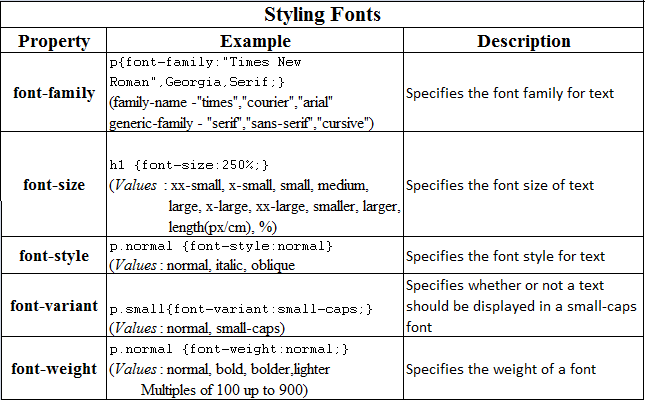 Styling Fonts
Property Example Description
font-family
p{font-family:"Times New
Roman",Georgia,Serif;}
(family-name -"times","courier","arial"
generic-family - "serif","sans-serif","cursive")
Specifies the font family for text
font-size
h1 {font-size:250%;}
(Values : xx-small, x-small, small, medium,
large, x-large, xx-large, smaller, larger,
length(px/cm), %)
Specifies the font size of text
font-style
p.normal {font-style:normal}
(Values : normal, italic, oblique
Specifies the font style for text
font-variant
p.small{font-variant:small-caps;}
(Values : normal, small-caps)
Specifies whether or not a text
should be displayed in a small-caps
font
font-weight
p.normal {font-weight:normal;}
(Values : normal, bold, bolder,lighter
Multiples of 100 up to 900)
Specifies the weight of a font